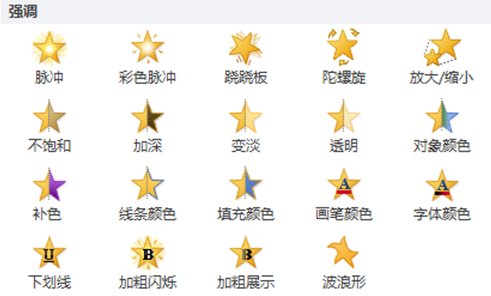 强调
脉冲 彩色脉冲 跷跷板 陀螺旋 放大/缩小
不饱和 加深 变淡 透明 对象颜色
补色 线条颜色 填充颜色 画笔颜色 字体颜色
下划线 加粗闪烁 加粗展示 波浪形